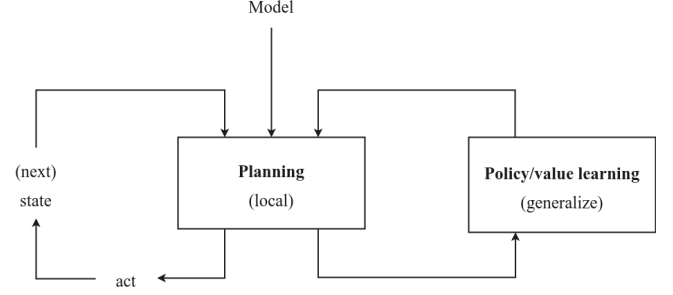 Model
(next)
state
Planning
(local)
Policy/value learning
(generalize)
act